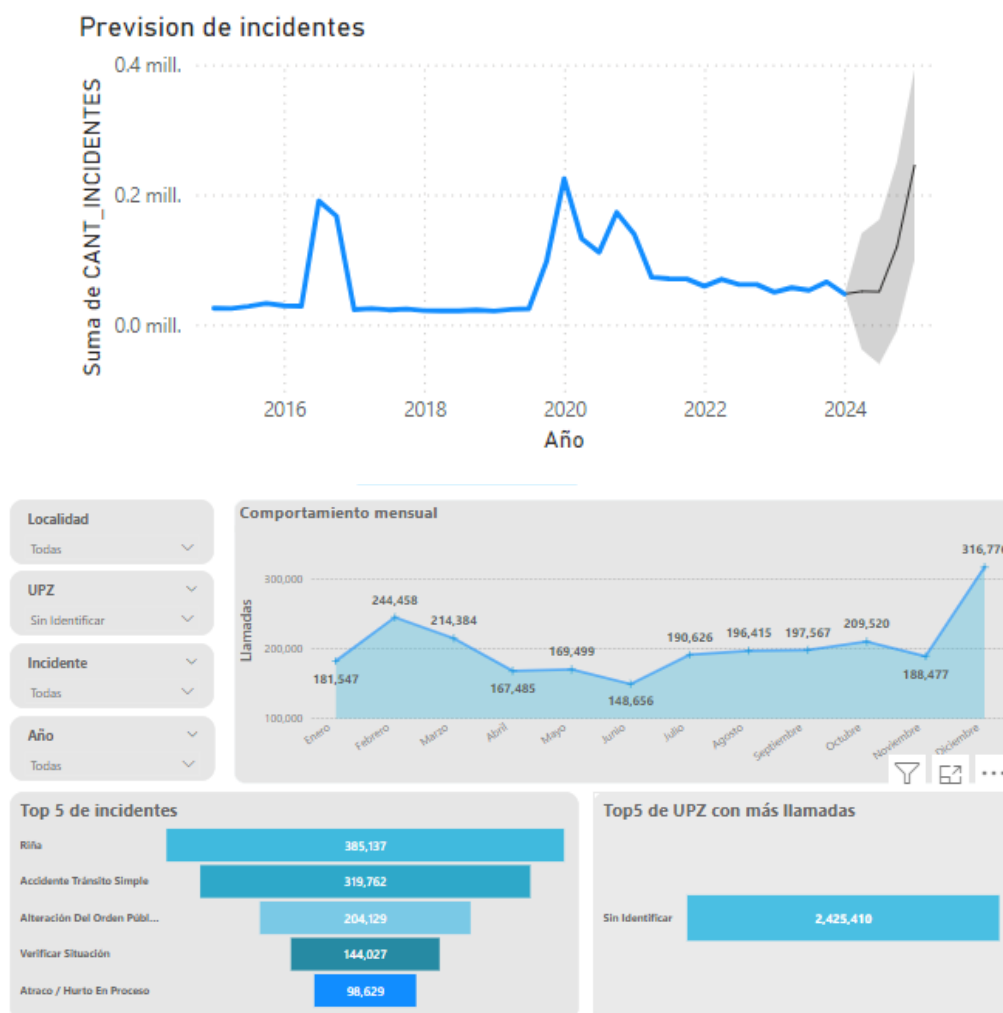 Prevision de incidentes
0.4 mill.
0.2 mill.
0.0 mill.
Suma de CANT_INCIDENTES
2016 2018 2020 2022 2024
Año
Localidad
Todas
UPZ
Sin Identificar
Incidente
Todas
Año
Todas
Comportamiento mensual
Llamadas
300,000
200,000
100,000
181,547
244,458
214,384
167,485
169,499
148,656
190,626
196,415
197,567
209,520
188,477
316,776
Enero Febrero Marzo Abril Mayo Junio Julio Agosto Septiembre Octubre Noviembre Diciembre
Top 5 de incidentes
Riña 385,137
Accidente Tránsito Simple 319,762
Alteración Del Orden Públ... 204,129
Verificar Situación 144,027
Atraco / Hurto En Proceso 98,629
Top5 de UPZ con más llamadas
Sin Identificar 2,425,410